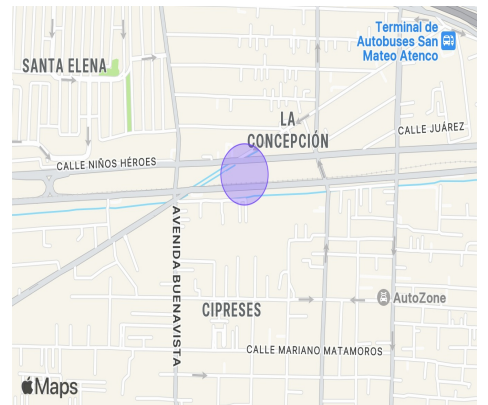 Terminal de
Autobuses San
Mateo Atenco
SANTA ELENA
LA
CONCEPCIÓN
CALLE JUÁREZ
CALLE NIÑOS HÉROES
AVENIDA BUENAVISTA
AutoZone
CIPRESES
CALLE MARIANO MATAMOROS
Maps